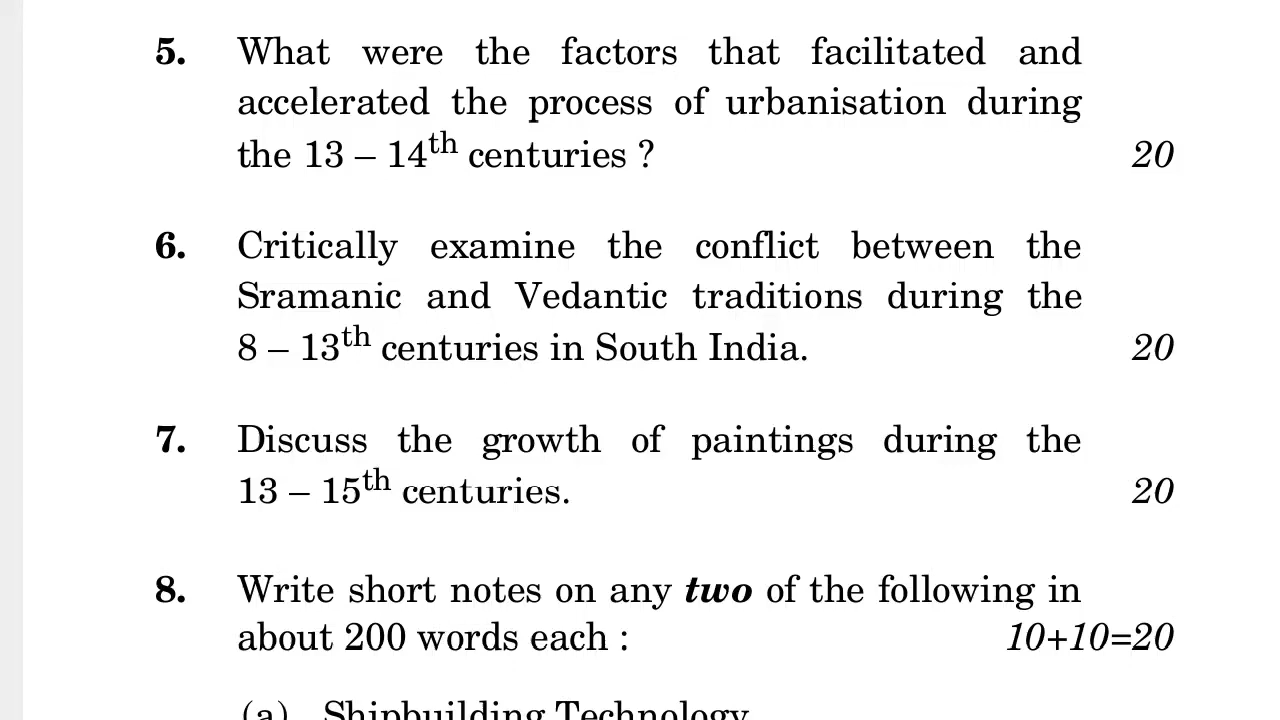 5. What were the factors that facilitated and
accelerated the process of urbanisation during
the 13 – 14th centuries ? 20
6. Critically examine the conflict between the
Sramanic and Vedantic traditions during the
8 – 13th centuries in South India. 20
7. Discuss the growth of paintings during the
13 – 15th centuries. 20
8. Write short notes on any two of the following in
about 200 words each : 10+10=20
(a) Shipbuilding Technology